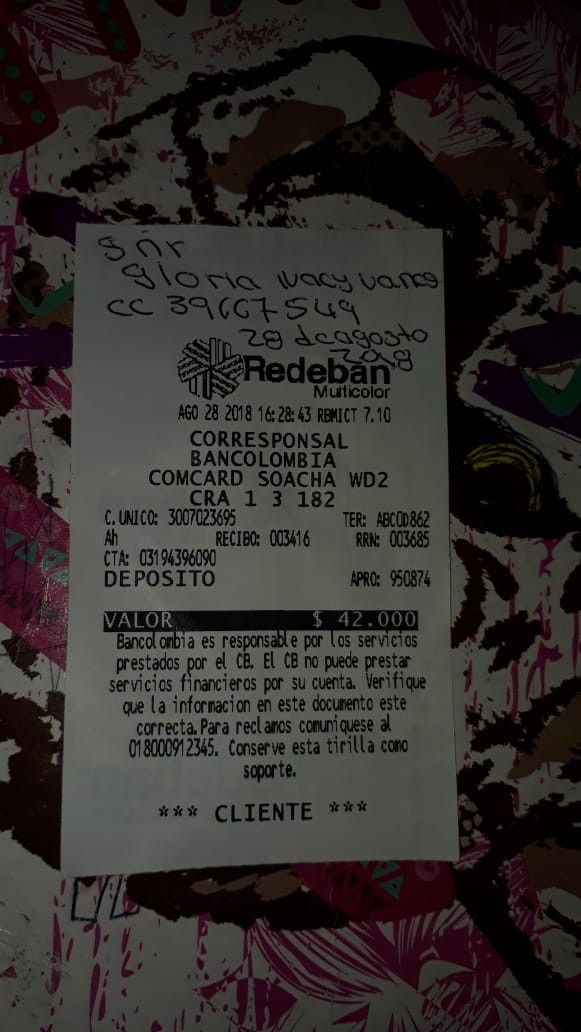 Sñr
gloria
CC 39667549
28 de agosto
2018
Redeban
Multicolor
AGO 28 2018 16:28:43 RBMICT 7.10
CORRESPONSAL
BANCOLOMBIA
COMCARD SOACHA WD2
CRA 1 3 182
C. UNICO: 3007023695 TER: ABCOD862
Ah RECIBO: 003416 RRN: 003685
CTA: 03194396090
DEPOSITO APRO: 950874
VALOR $ 42.000
Bancolombia es responsable por los servicios
prestados por el CB. El CB no puede prestar
servicios financieros por su cuenta. Verifique
que la informacion en este documento este
correcta.Para reclamos comuniquese al
018000912345. Conserve esta tirilla como
soporte.
*** CLIENTE ***